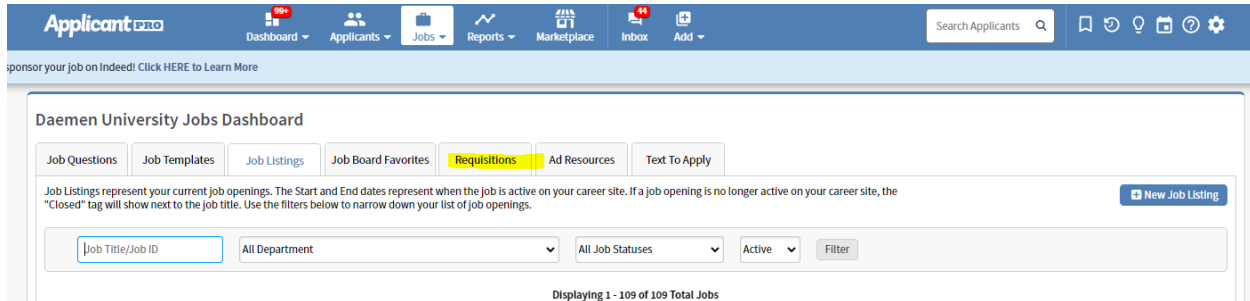 Applicant PRO
99+
Dashboard
Applicants
Jobs
Reports
Marketplace
44
Inbox
Add
Search Applicants
sponsor your job on Indeed! Click HERE to Learn More
Daemen University Jobs Dashboard
Job Questions
Job Templates
Job Listings
Job Board Favorites
Requisitions
Ad Resources
Text To Apply
Job Listings represent your current job openings. The Start and End dates represent when the job is active on your career site. If a job opening is no longer active on your career site, the
"Closed" tag will show next to the job title. Use the filters below to narrow down your list of job openings.
New Job Listing
Job Title/Job ID
All Department
All Job Statuses
Active
Filter
Displaying 1 - 109 of 109 Total Jobs